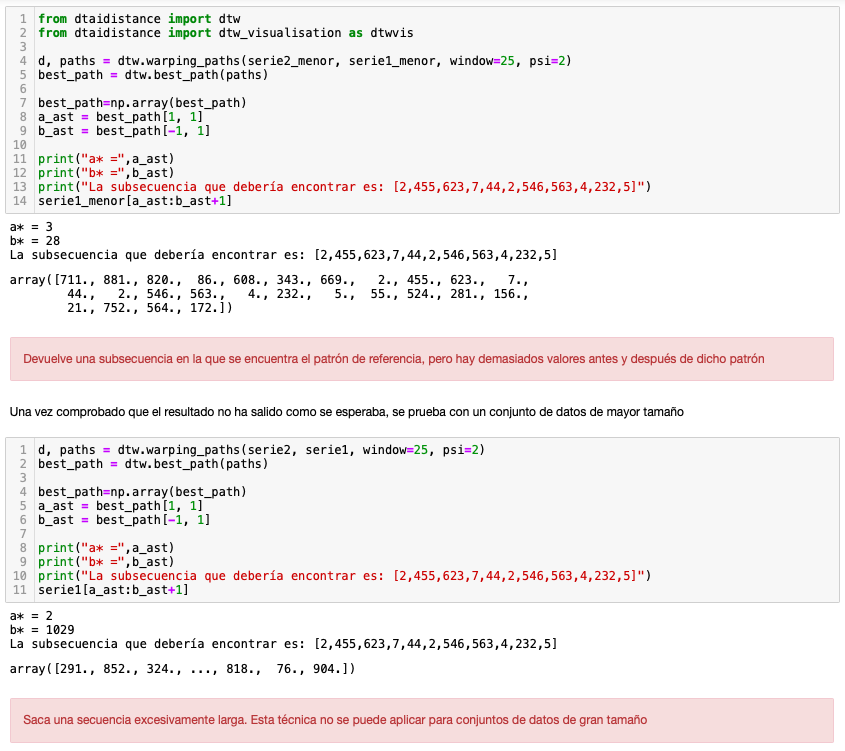 1 from dtaidistance import dtw
2 from dtaidistance import dtw_visualisation as dtwvis
3
4 d, paths = dtw.warping_paths(serie2_menor, serie1_menor, window=25, psi=2)
5 best_path = dtw.best_path(paths)
6
7 best_path=np.array(best_path)
8 a_ast = best_path[1, 1]
9 b_ast = best_path[-1, 1]
10
11 print("a* =",a_ast)
12 print("b* =",b_ast)
13 print("La subsecuencia que debería encontrar es: [2,455,623,7,44,2,546,563,4,232,5]")
14 serie1_menor[a_ast:b_ast+1]
a* = 3
b* = 28
La subsecuencia que debería encontrar es: [2,455,623,7,44,2,546,563,4,232,5]
array([711., 881., 820.,  86., 608., 343., 669.,   2., 455., 623.,   7.,
        44.,   2., 546., 563.,   4., 232.,   5.,  55., 524., 281., 156.,
        21., 752., 564., 172.])
Devuelve una subsecuencia en la que se encuentra el patrón de referencia, pero hay demasiados valores antes y después de dicho patrón
Una vez comprobado que el resultado no ha salido como se esperaba, se prueba con un conjunto de datos de mayor tamaño
1 d, paths = dtw.warping_paths(serie2, serie1, window=25, psi=2)
2 best_path = dtw.best_path(paths)
3
4 best_path=np.array(best_path)
5 a_ast = best_path[1, 1]
6 b_ast = best_path[-1, 1]
7
8 print("a* =",a_ast)
9 print("b* =",b_ast)
10 print("La subsecuencia que debería encontrar es: [2,455,623,7,44,2,546,563,4,232,5]")
11 serie1[a_ast:b_ast+1]
a* = 2
b* = 1029
La subsecuencia que debería encontrar es: [2,455,623,7,44,2,546,563,4,232,5]
array([291., 852., 324., ..., 818.,  76., 904.])
Saca una secuencia excesivamente larga. Esta técnica no se puede aplicar para conjuntos de datos de gran tamaño